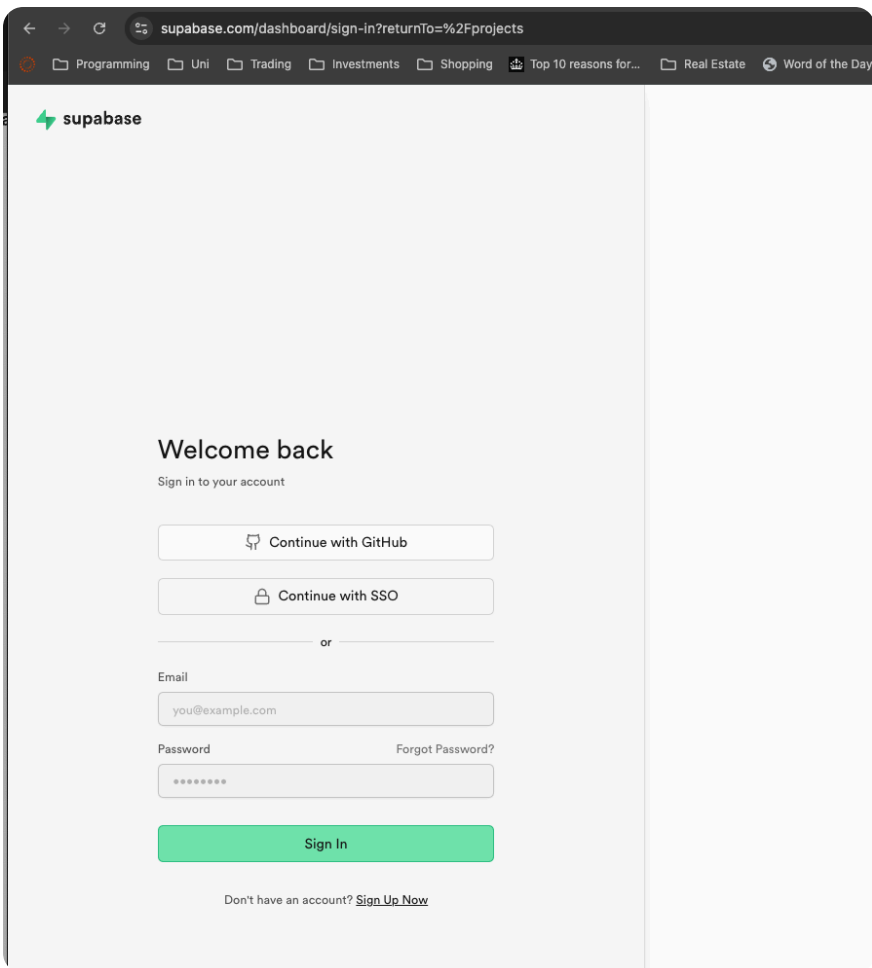 supabase.com/dashboard/sign-in?returnTo=%2Fprojects
Programming Uni Trading Investments Shopping Top 10 reasons for... Real Estate Word of the Day
supabase
Welcome back
Sign in to your account
Continue with GitHub
Continue with SSO
or
Email
you@example.com
Password Forgot Password?
••••••••
Sign In
Don't have an account? Sign Up Now